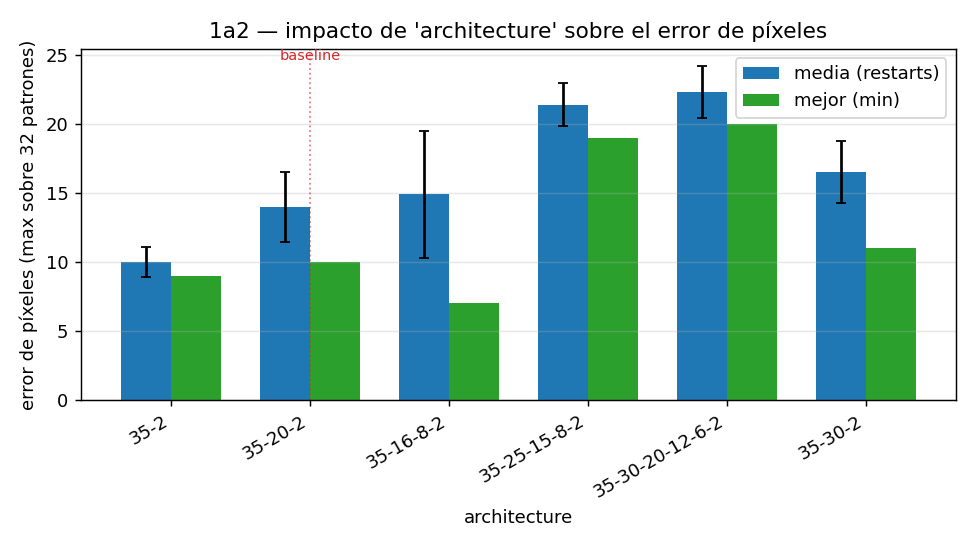 1a2 — impacto de 'architecture' sobre el error de píxeles
baseline
media (restarts)
mejor (min)
error de píxeles (max sobre 32 patrones)
25
20
15
10
5
0
35-2
35-20-2
35-16-8-2
35-25-15-8-2
35-30-20-12-6-2
35-30-2
architecture